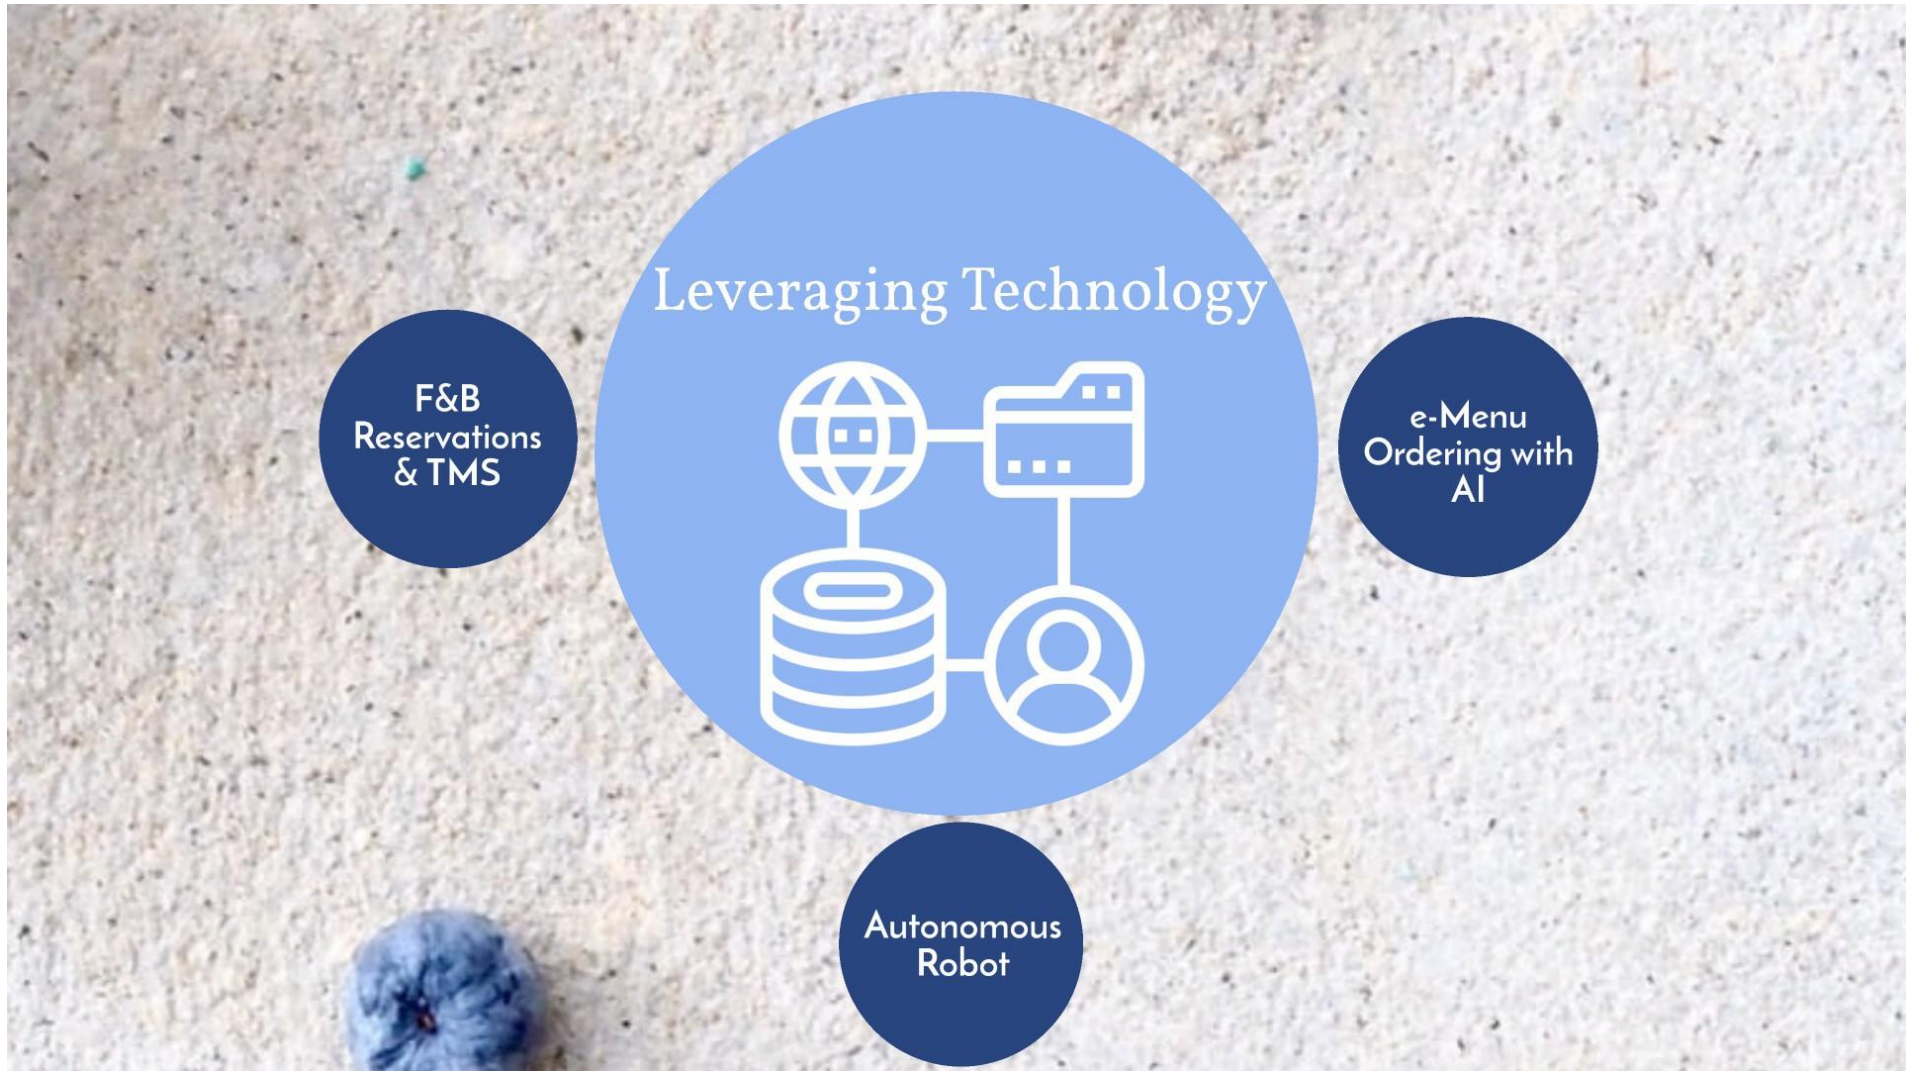 Leveraging Technology
F&B
Reservations
& TMS
e-Menu
Ordering with
AI
Autonomous
Robot